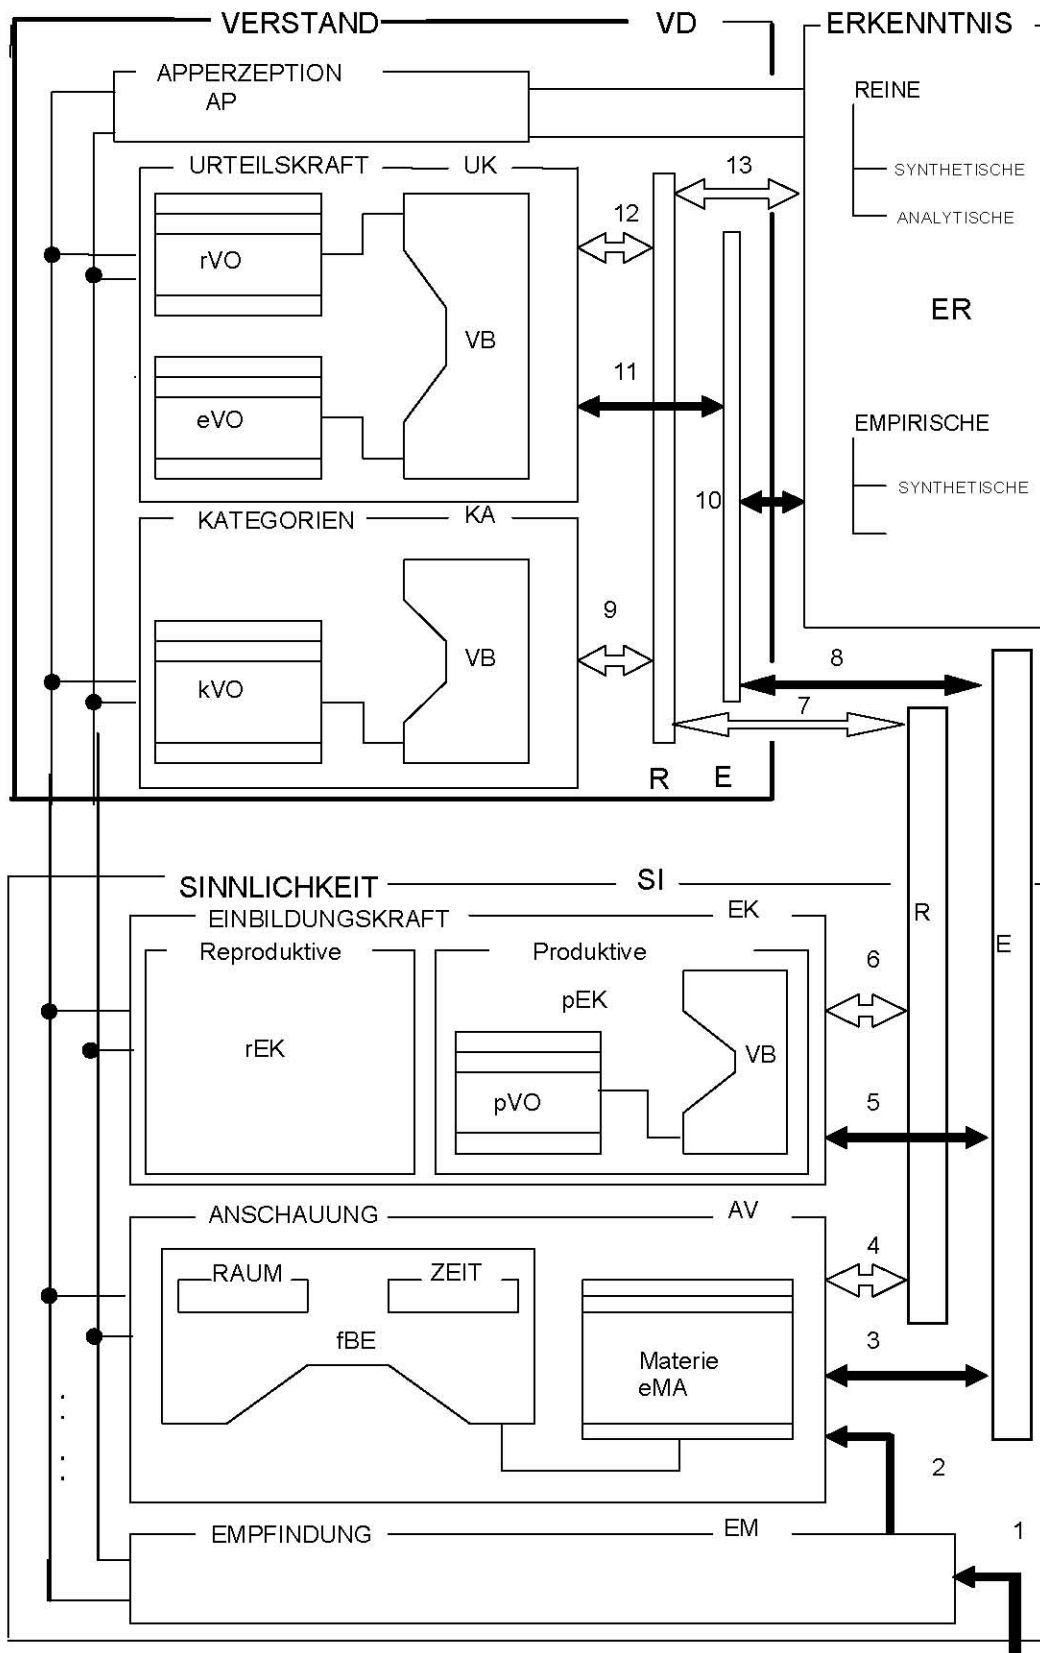 VERSTAND VD ERKENNTNIS
APPERZEPTION
AP
REINE
SYNTHETISCHE
ANALYTISCHE
ER
EMPIRISCHE
SYNTHETISCHE
URTEILSKRAFT UK
rVO
VB
eVO
13
12
11
10
KATEGORIEN KA
kVO
VB
9
8
7
R E
SINNLICHKEIT SI
EINBILDUNGSKRAFT EK
Reproduktive Produktive
rEK
pEK
pVO
VB
R
E
6
5
ANSCHAUUNG AV
RAUM ZEIT
fBE
Materie
eMA
4
3
2
EMPFINDUNG EM
1